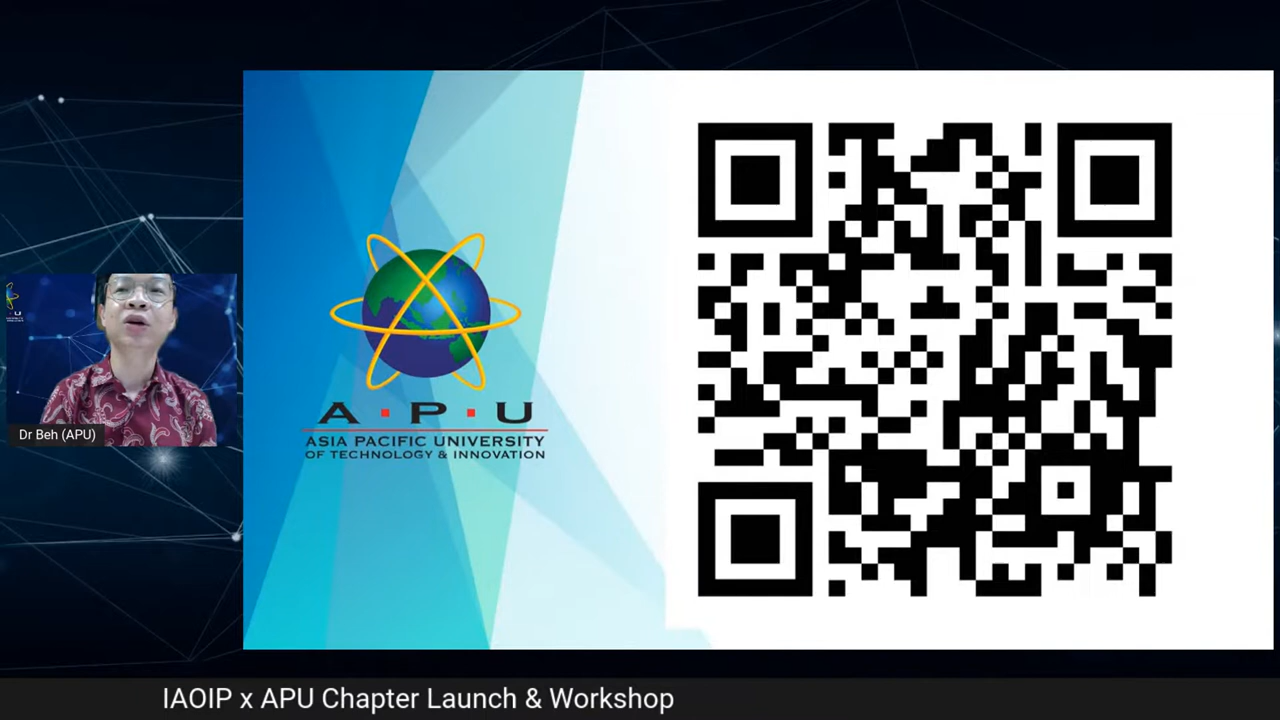 A·P·U
ASIA PACIFIC UNIVERSITY
OF TECHNOLOGY & INNOVATION
Dr Beh (APU)
IAOIP x APU Chapter Launch & Workshop